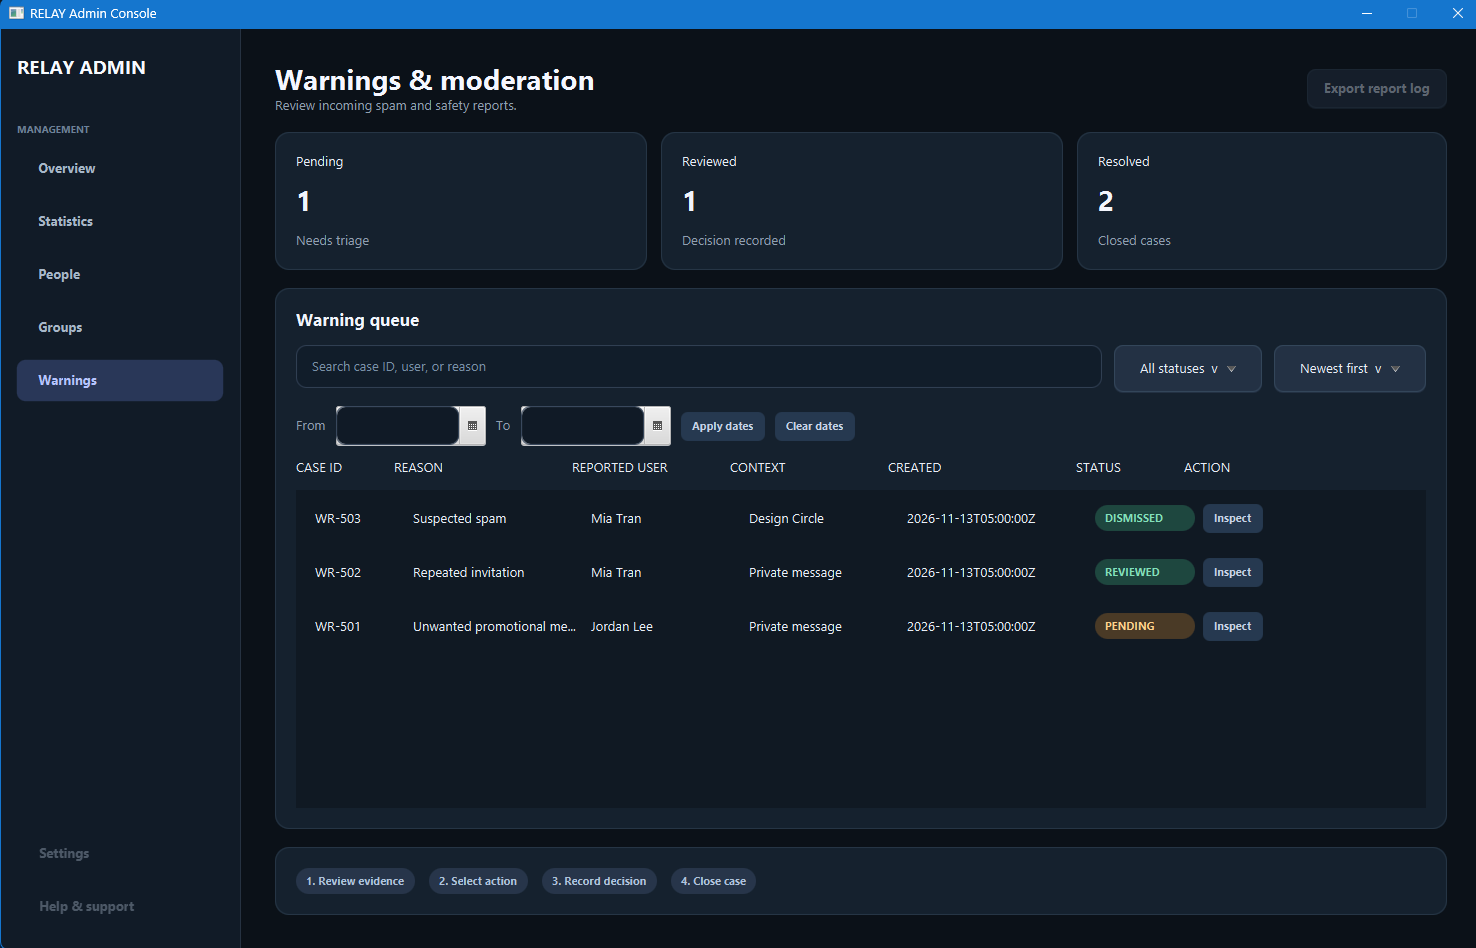 RELAY Admin Console
RELAY ADMIN
MANAGEMENT
Overview
Statistics
People
Groups
Warnings
Settings
Help & support
Warnings & moderation
Review incoming spam and safety reports.
Export report log
Pending
1
Needs triage
Reviewed
1
Decision recorded
Resolved
2
Closed cases
Warning queue
Search case ID, user, or reason
All statuses v
Newest first v
From To Apply dates Clear dates
CASE ID REASON REPORTED USER CONTEXT CREATED STATUS ACTION
WR-503 Suspected spam Mia Tran Design Circle 2026-11-13T05:00:00Z DISMISSED Inspect
WR-502 Repeated invitation Mia Tran Private message 2026-11-13T05:00:00Z REVIEWED Inspect
WR-501 Unwanted promotional me... Jordan Lee Private message 2026-11-13T05:00:00Z PENDING Inspect
1. Review evidence 2. Select action 3. Record decision 4. Close case